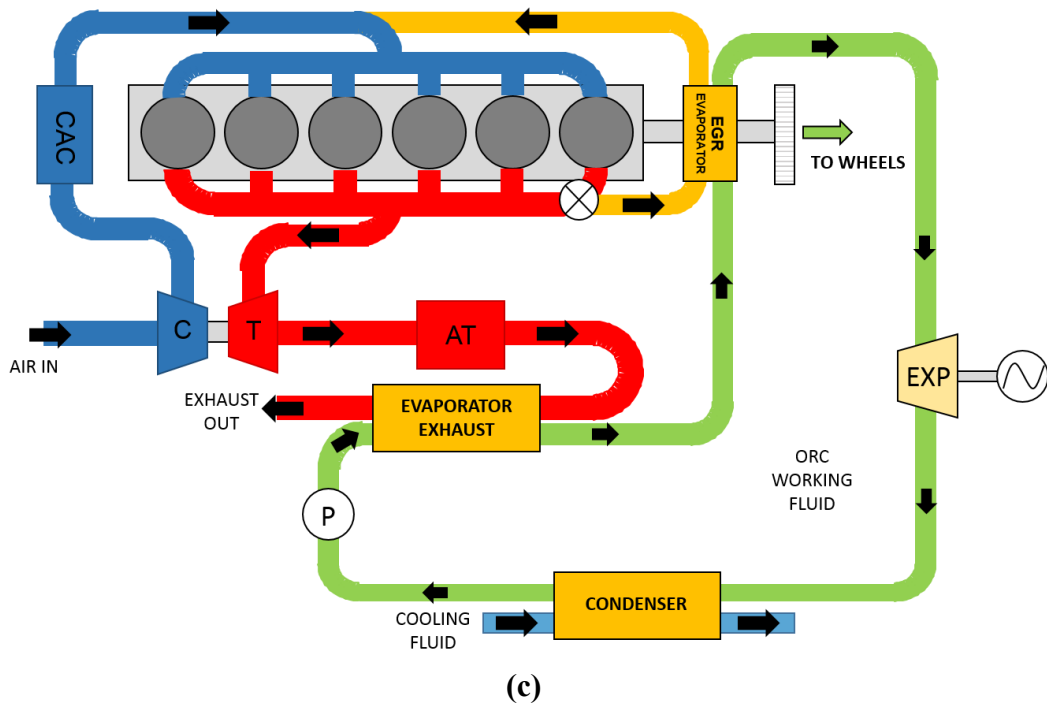 CAC
EGR
EVAPORATOR
TO WHEELS
C
T
AT
AIR IN
EXHAUST
OUT
EVAPORATOR
EXHAUST
EXP
ORC
WORKING
FLUID
P
CONDENSER
COOLING
FLUID
(c)